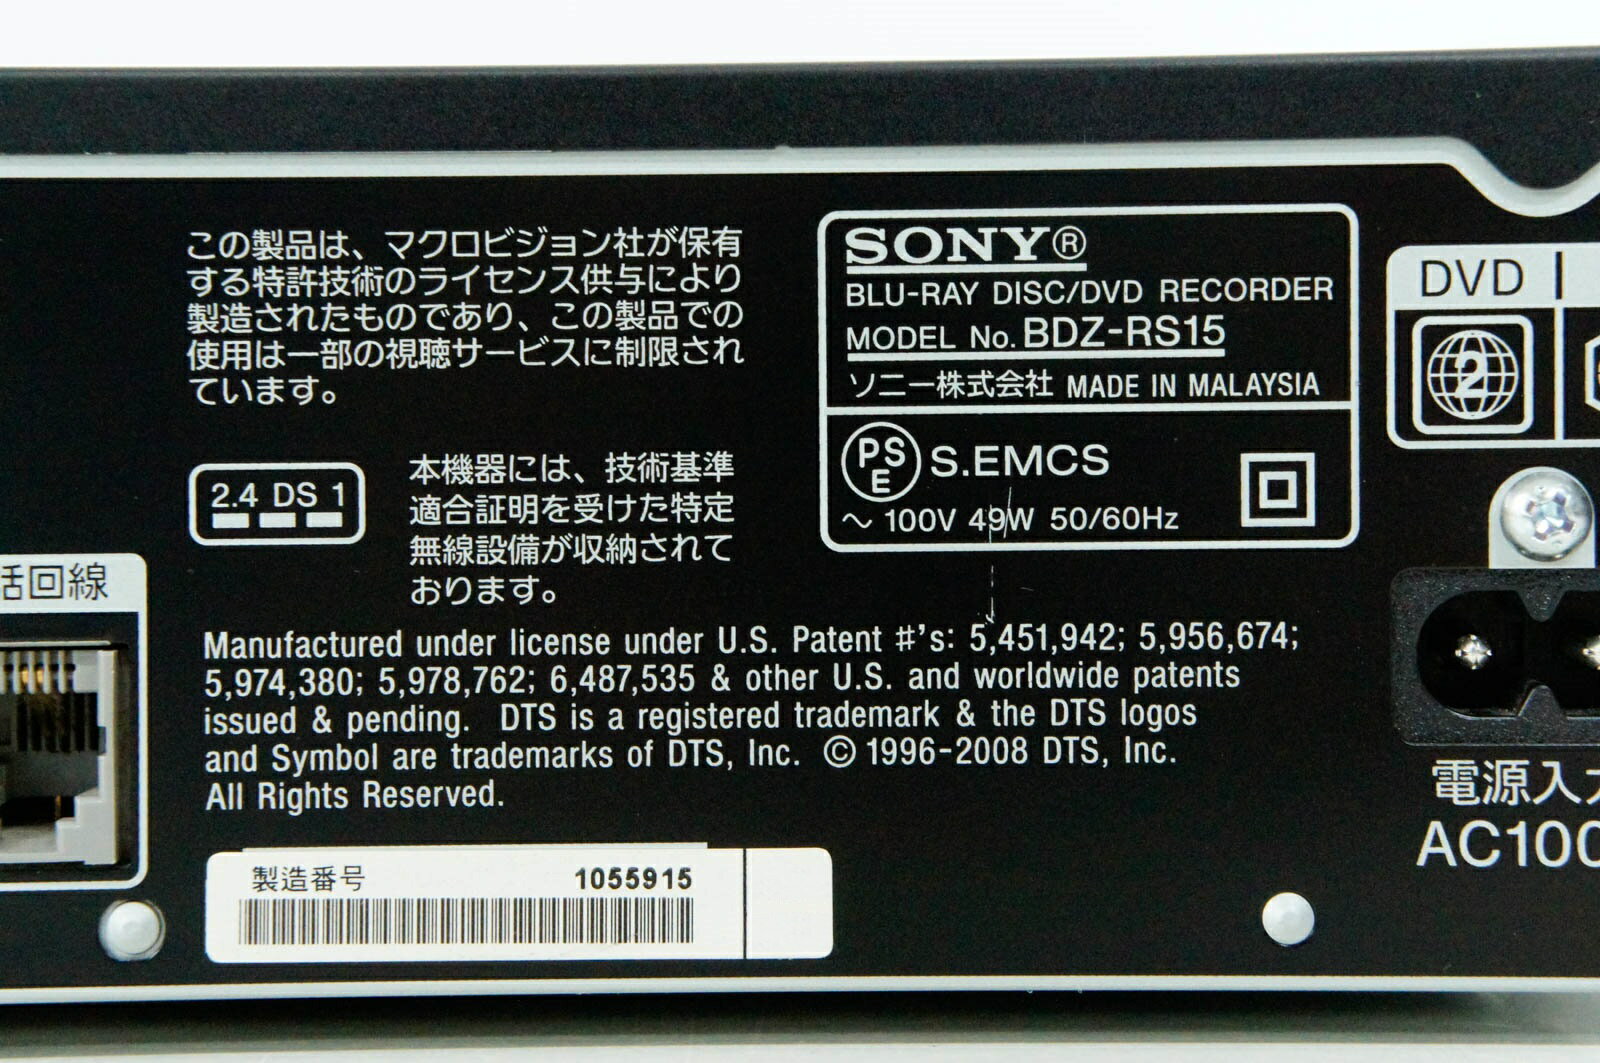 この製品は、マクロビジョン社が保有
する特許技術のライセンス供与により
製造されたものであり、この製品での
使用は一部の視聴サービスに制限され
ています。
2.4 DS 1
本機器には、技術基準
適合証明を受けた特定
無線設備が収納されて
おります。
SONY®
BLU-RAY DISC/DVD RECORDER
MODEL No. BDZ-RS15
ソニー株式会社 MADE IN MALAYSIA
PSE S.EMCS
～ 100V 49W 50/60Hz
DVD
2
話回線
Manufactured under license under U.S. Patent #'s: 5,451,942; 5,956,674;
5,974,380; 5,978,762; 6,487,535 & other U.S. and worldwide patents
issued & pending. DTS is a registered trademark & the DTS logos
and Symbol are trademarks of DTS, Inc. © 1996-2008 DTS, Inc.
All Rights Reserved.
電源入力
AC100
製造番号 1055915